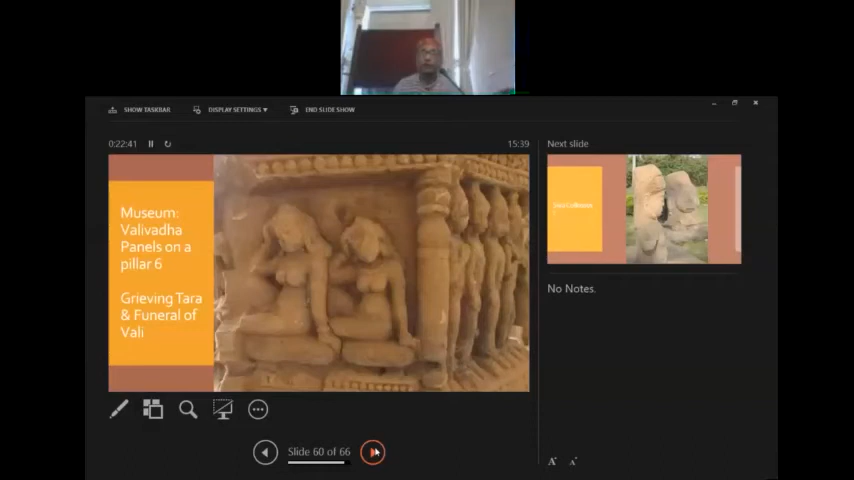 SHOW TASKBAR
DISPLAY SETTINGS ▼
END SLIDE SHOW
0:22:41
15:39
Next slide
Museum:
Valivadha
Panels on a
pillar 6
Grieving Tara
& Funeral of
Vali
No Notes.
Slide 60 of 66
A A